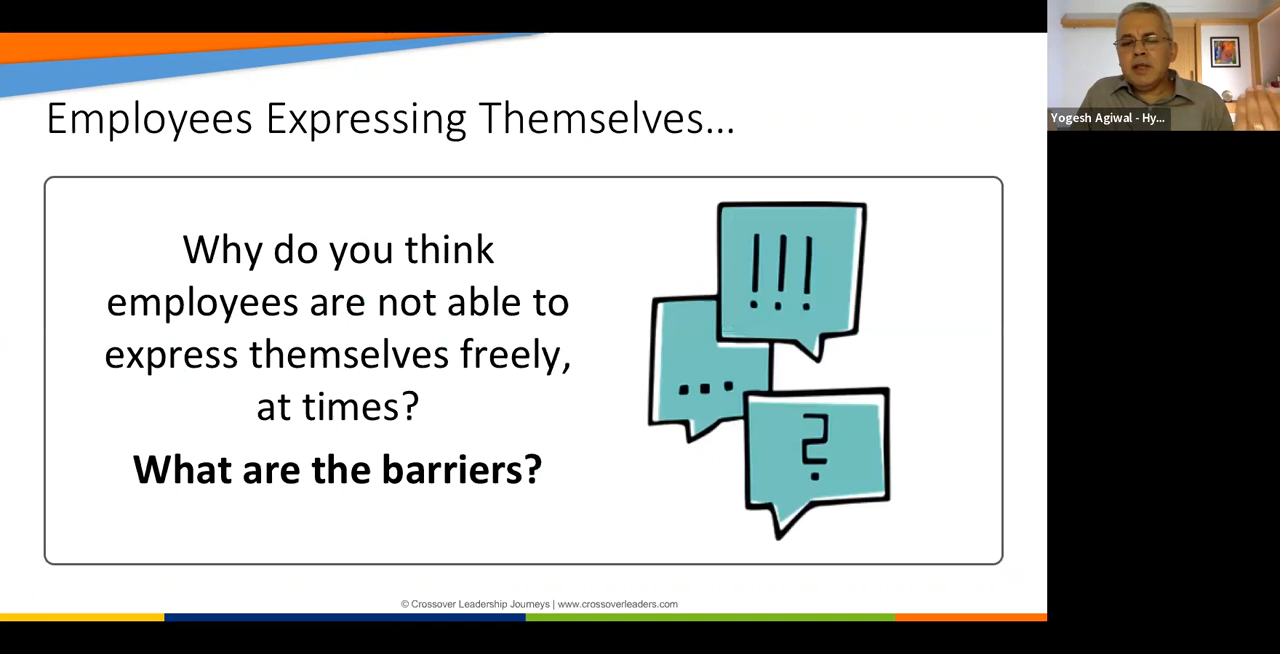 Employees Expressing Themselves...
Why do you think
employees are not able to
express themselves freely,
at times?
What are the barriers?
!!!
...
?
© Crossover Leadership Journeys | www.crossoverleaders.com
Yogesh Agiwal - Hy...